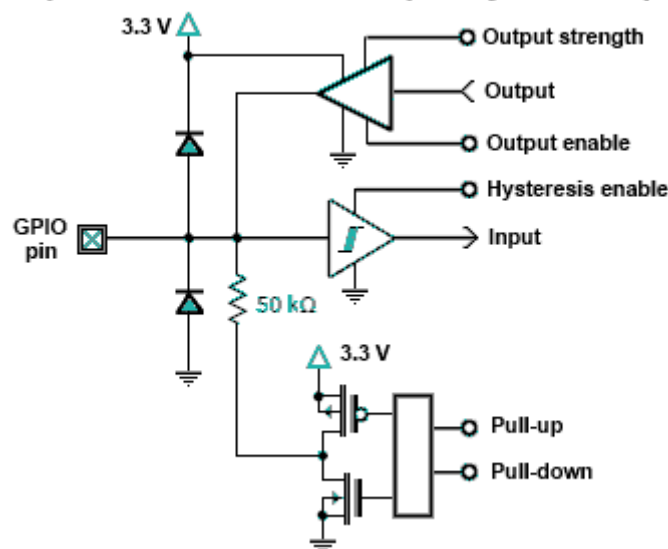 3.3 V
Output strength
Output
Output enable
Hysteresis enable
GPIO
pin
Input
50 kΩ
3.3 V
Pull-up
Pull-down